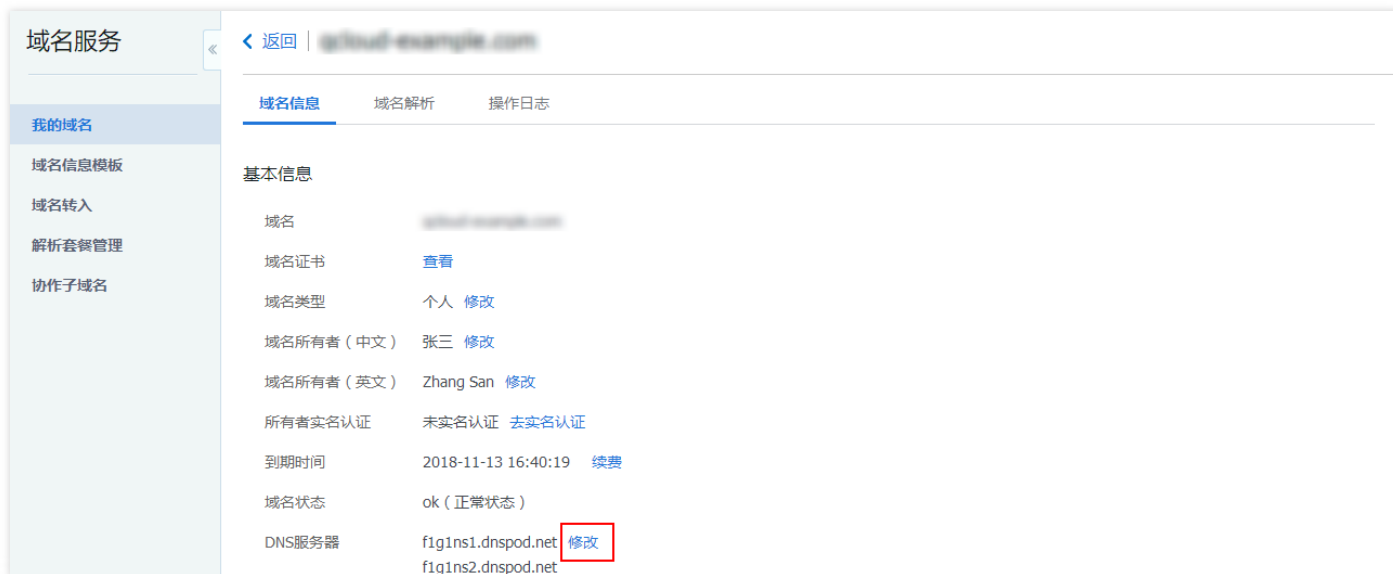 域名服务
« 
返回 | qcloud-example.com
域名信息 域名解析 操作日志
我的域名
域名信息模板
域名转入
解析套餐管理
协作子域名
基本信息
域名 qcloud-example.com
域名证书 查看
域名类型 个人 修改
域名所有者（中文） 张三 修改
域名所有者（英文） Zhang San 修改
所有者实名认证 未实名认证 去实名认证
到期时间 2018-11-13 16:40:19 续费
域名状态 ok（正常状态）
DNS服务器 f1g1ns1.dnspod.net 修改
f1g1ns2.dnspod.net